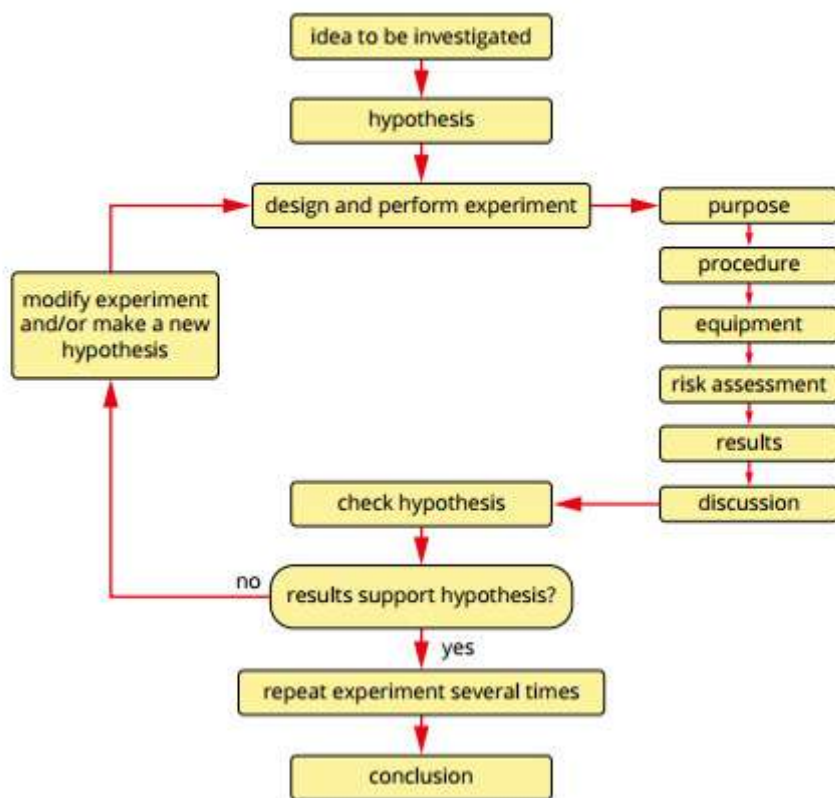 idea to be investigated
hypothesis
design and perform experiment
purpose
procedure
equipment
risk assessment
results
discussion
check hypothesis
results support hypothesis?
no
modify experiment
and/or make a new
hypothesis
yes
repeat experiment several times
conclusion